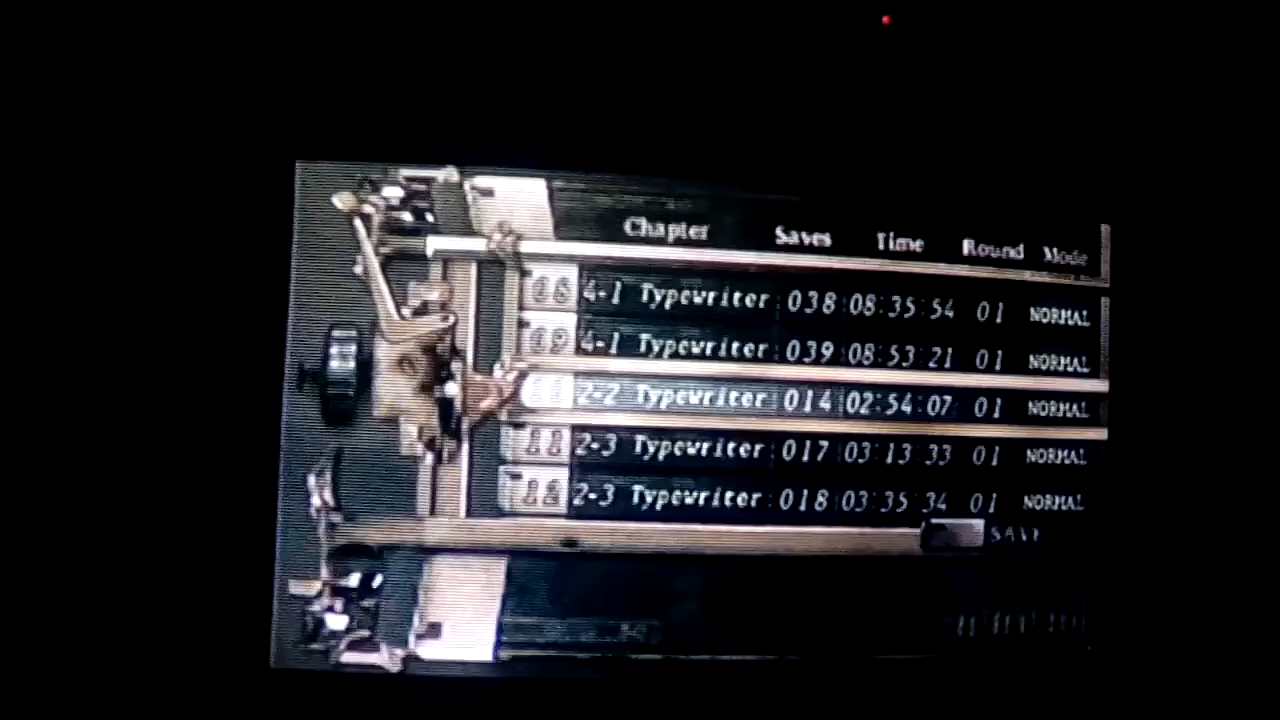 Chapter Saves Time Round Mode
4-1 Typewriter 038 08:35:54 01 NORMAL
4-1 Typewriter 039 08:53:21 01 NORMAL
2-2 Typewriter 014 02:54:07 01 NORMAL
2-3 Typewriter 017 03:13:33 01 NORMAL
2-3 Typewriter 018 03:35:34 01 NORMAL
SAVE